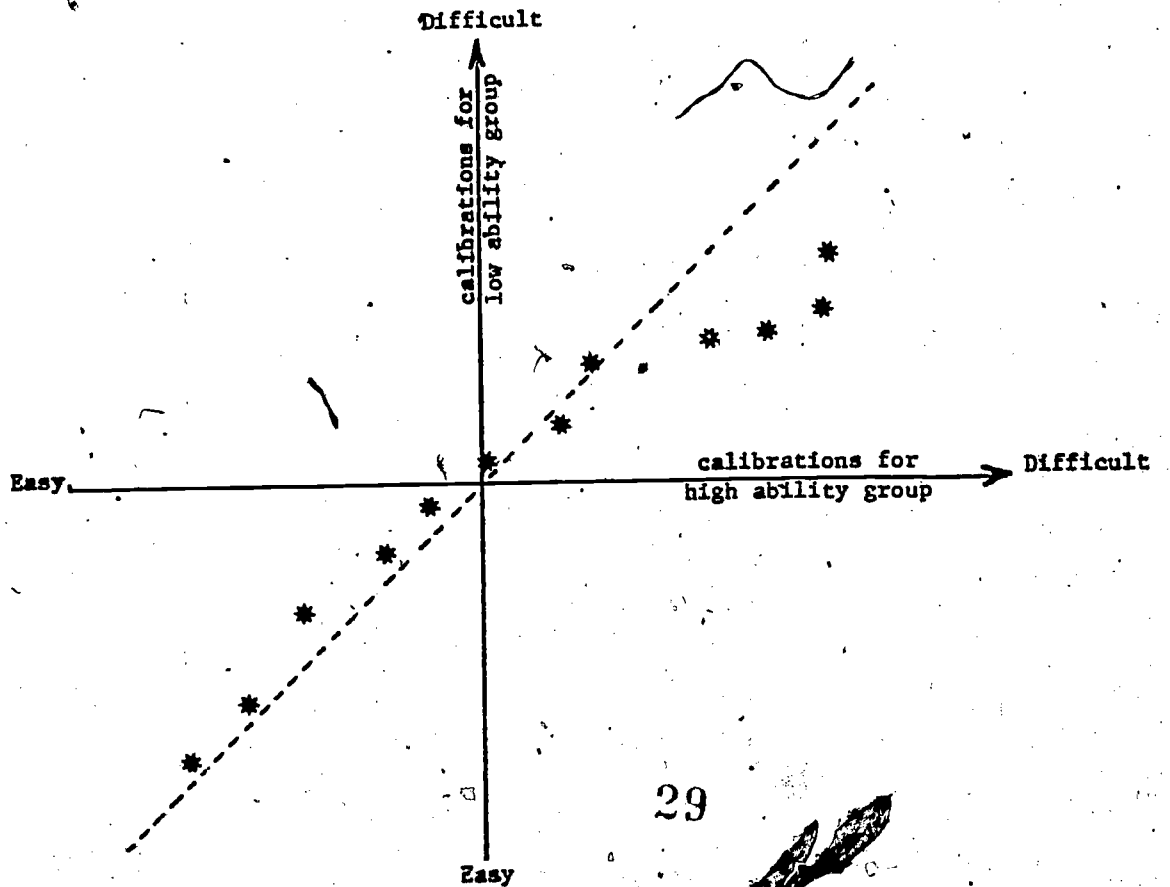 Difficult
calibrations for
low ability group
Easy
calibrations for
high ability group
Difficult
29
Easy